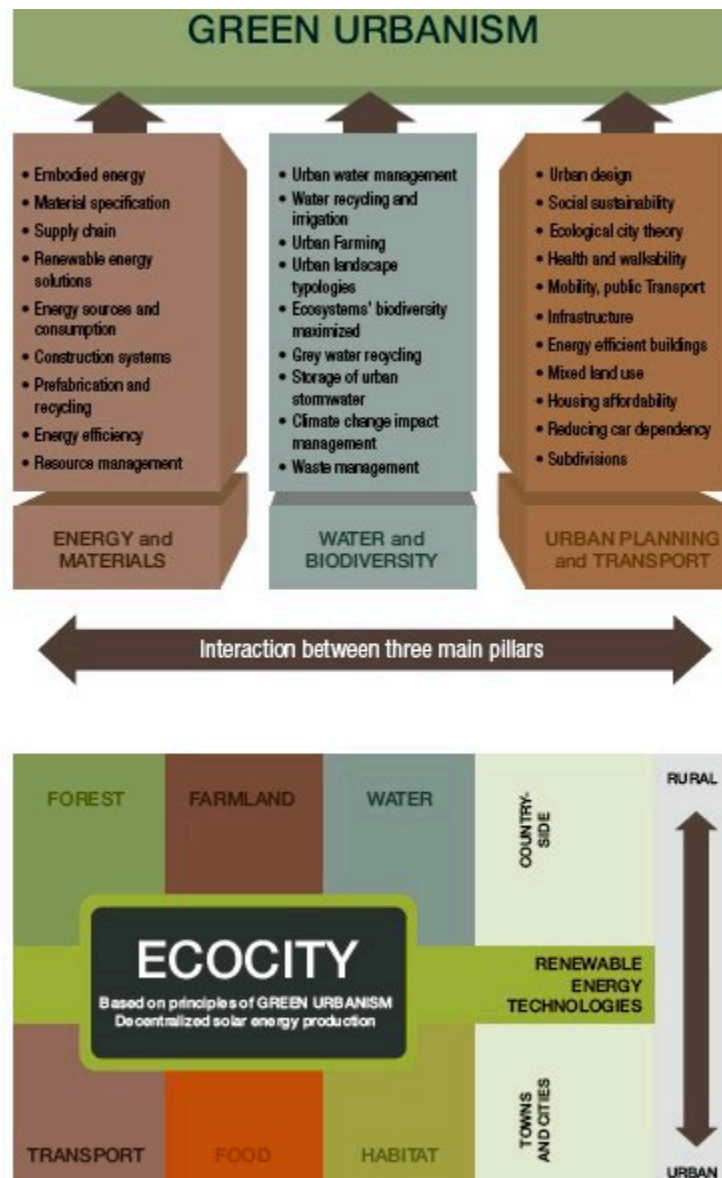 GREEN URBANISM
• Embodied energy
• Material specification
• Supply chain
• Renewable energy
solutions
• Energy sources and
consumption
• Construction systems
• Prefabrication and
recycling
• Energy efficiency
• Resource management
ENERGY and
MATERIALS
• Urban water management
• Water recycling and
irrigation
• Urban Farming
• Urban landscape
typologies
• Ecosystems' biodiversity
maximized
• Grey water recycling
• Storage of urban
stormwater
• Climate change impact
management
• Waste management
WATER and
BIODIVERSITY
• Urban design
• Social sustainability
• Ecological city theory
• Health and walkability
• Mobility, public Transport
• Infrastructure
• Energy efficient buildings
• Mixed land use
• Housing affordability
• Reducing car dependency
• Subdivisions
URBAN PLANNING
and TRANSPORT
Interaction between three main pillars
FOREST
FARMLAND
WATER
COUNTRY-
SIDE
RURAL
ECOCITY
Based on principles of GREEN URBANISM
Decentralized solar energy production
RENEWABLE
ENERGY
TECHNOLOGIES
TRANSPORT
FOOD
HABITAT
TOWNS
AND CITIES
URBAN